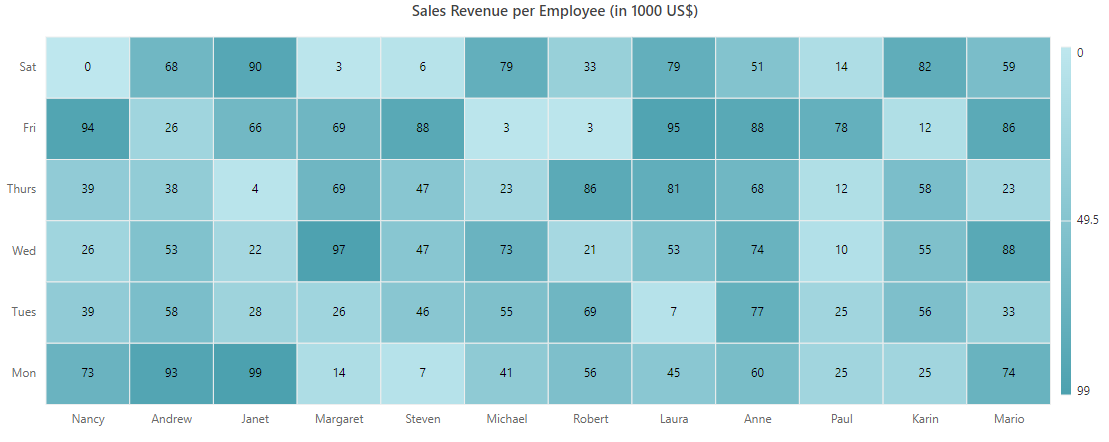 Sales Revenue per Employee (in 1000 US$)
Sat 0 68 90 3 6 79 33 79 51 14 82 59 0
Fri 94 26 66 69 88 3 3 95 88 78 12 86
Thurs 39 38 4 69 47 23 86 81 68 12 58 23
49.5
Wed 26 53 22 97 47 73 21 53 74 10 55 88
Tues 39 58 28 26 46 55 69 7 77 25 56 33
Mon 73 93 99 14 7 41 56 45 60 25 25 74
99
Nancy Andrew Janet Margaret Steven Michael Robert Laura Anne Paul Karin Mario